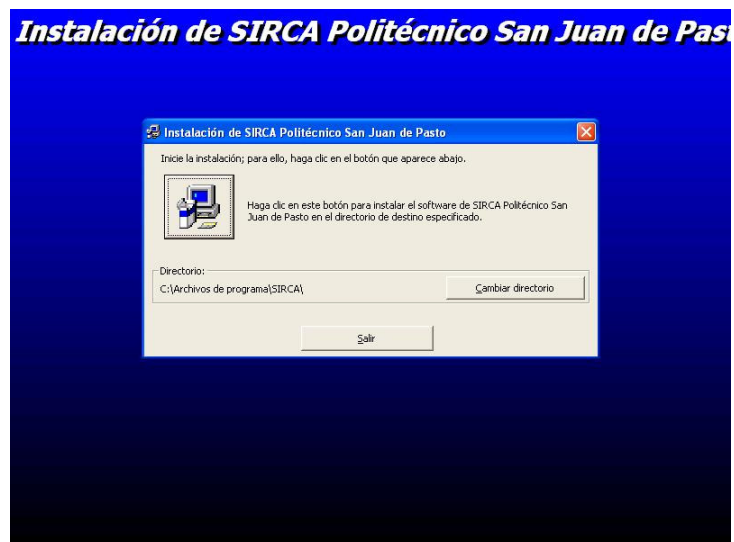 Instalación de SIRCA Politécnico San Juan de Past
Instalación de SIRCA Politécnico San Juan de Pasto
Inicie la instalación; para ello, haga clic en el botón que aparece abajo.
Haga clic en este botón para instalar el software de SIRCA Politécnico San
Juan de Pasto en el directorio de destino especificado.
Directorio:
C:\Archivos de programa\SIRCA\
Cambiar directorio
Salir